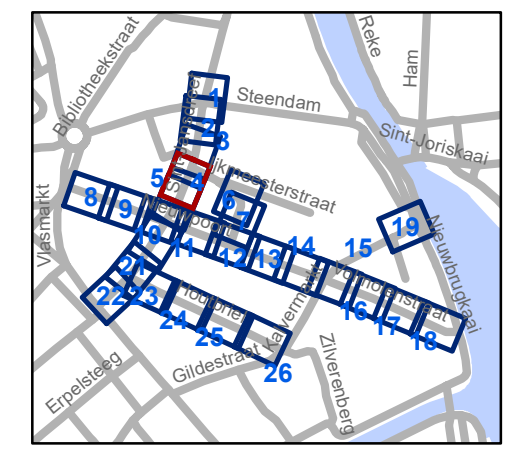 Bibliotheekstraat
Reke
Ham
Steendam
Sint-Joriskaai
1
2
3
4
5
6
7
8
9
10
11
12
13
14
15
16
17
18
19
21
22
23
24
25
26
Nieuwpoort
Vlasmarkt
Houtbriel
Kalvermarkt
Nieuwbrugkaai
Gildestraat
Zilverenberg
Erpelsteeg